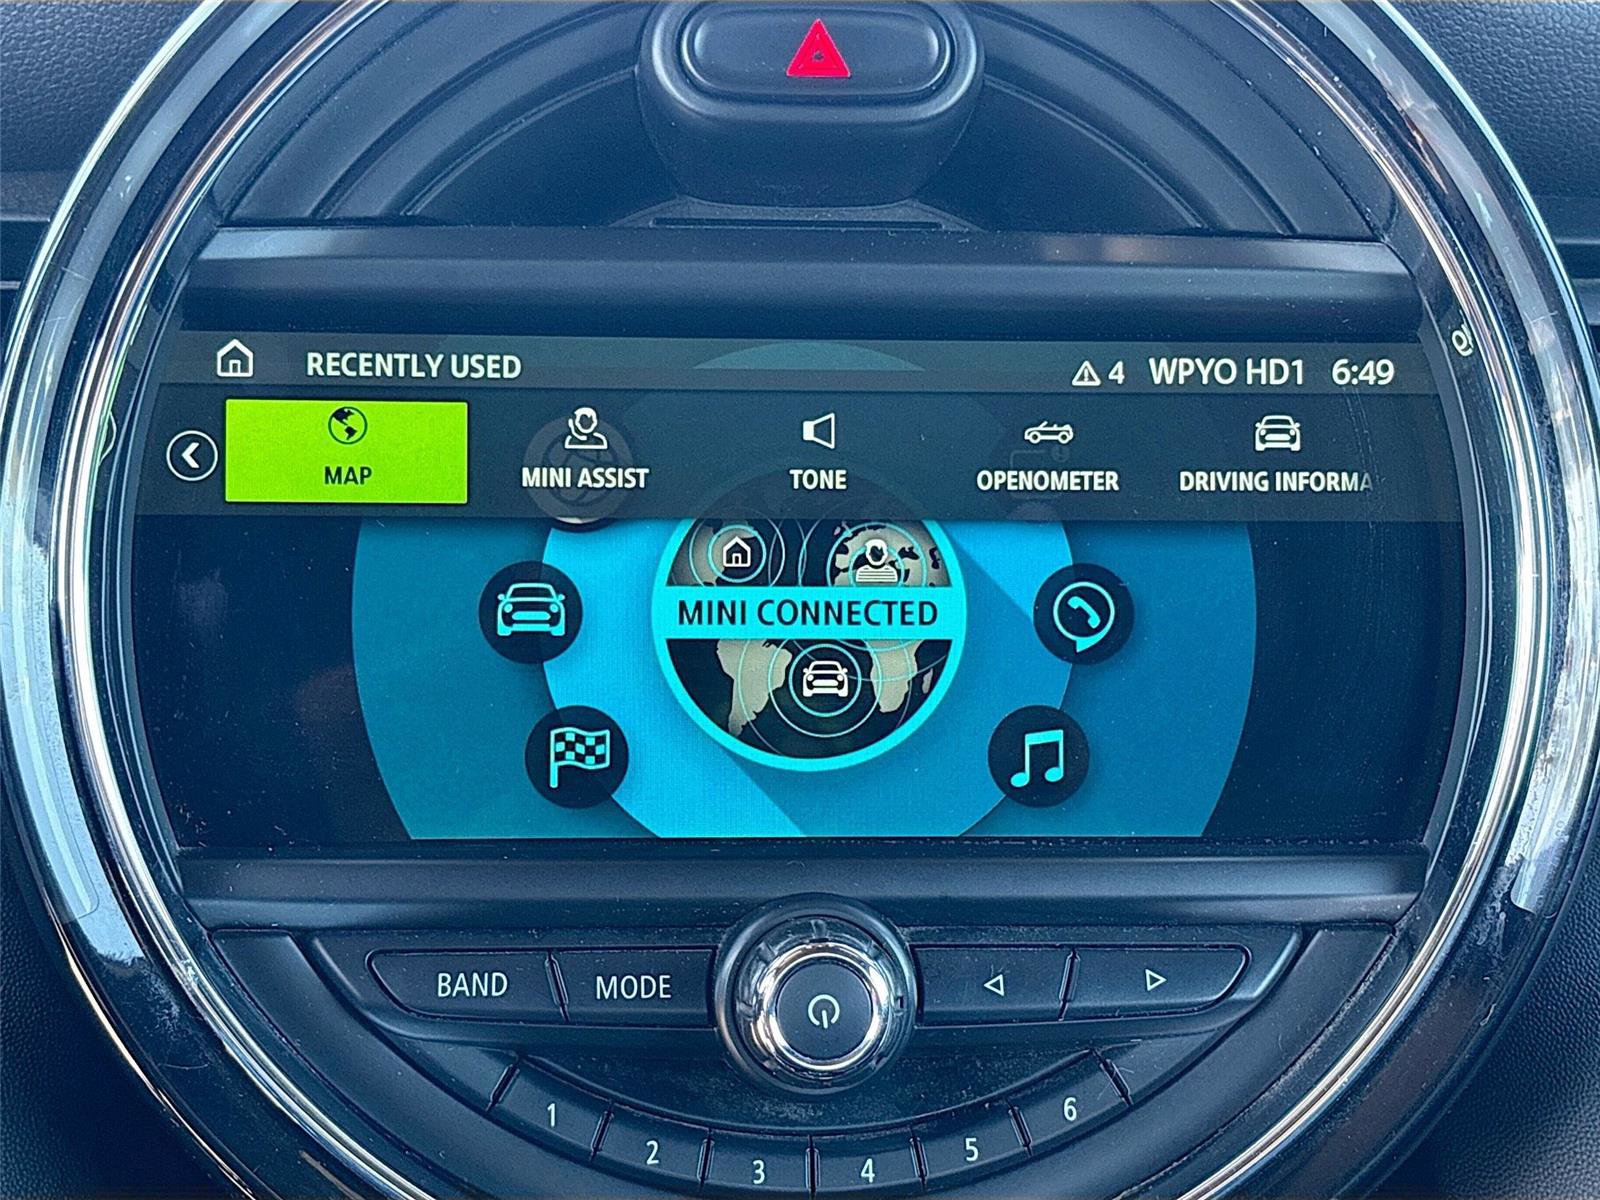 RECENTLY USED
4 WPYO HD1 6:49
MAP
MINI ASSIST
TONE
OPENOMETER
DRIVING INFORMA
MINI CONNECTED
BAND
MODE
1
2
3
4
5
6